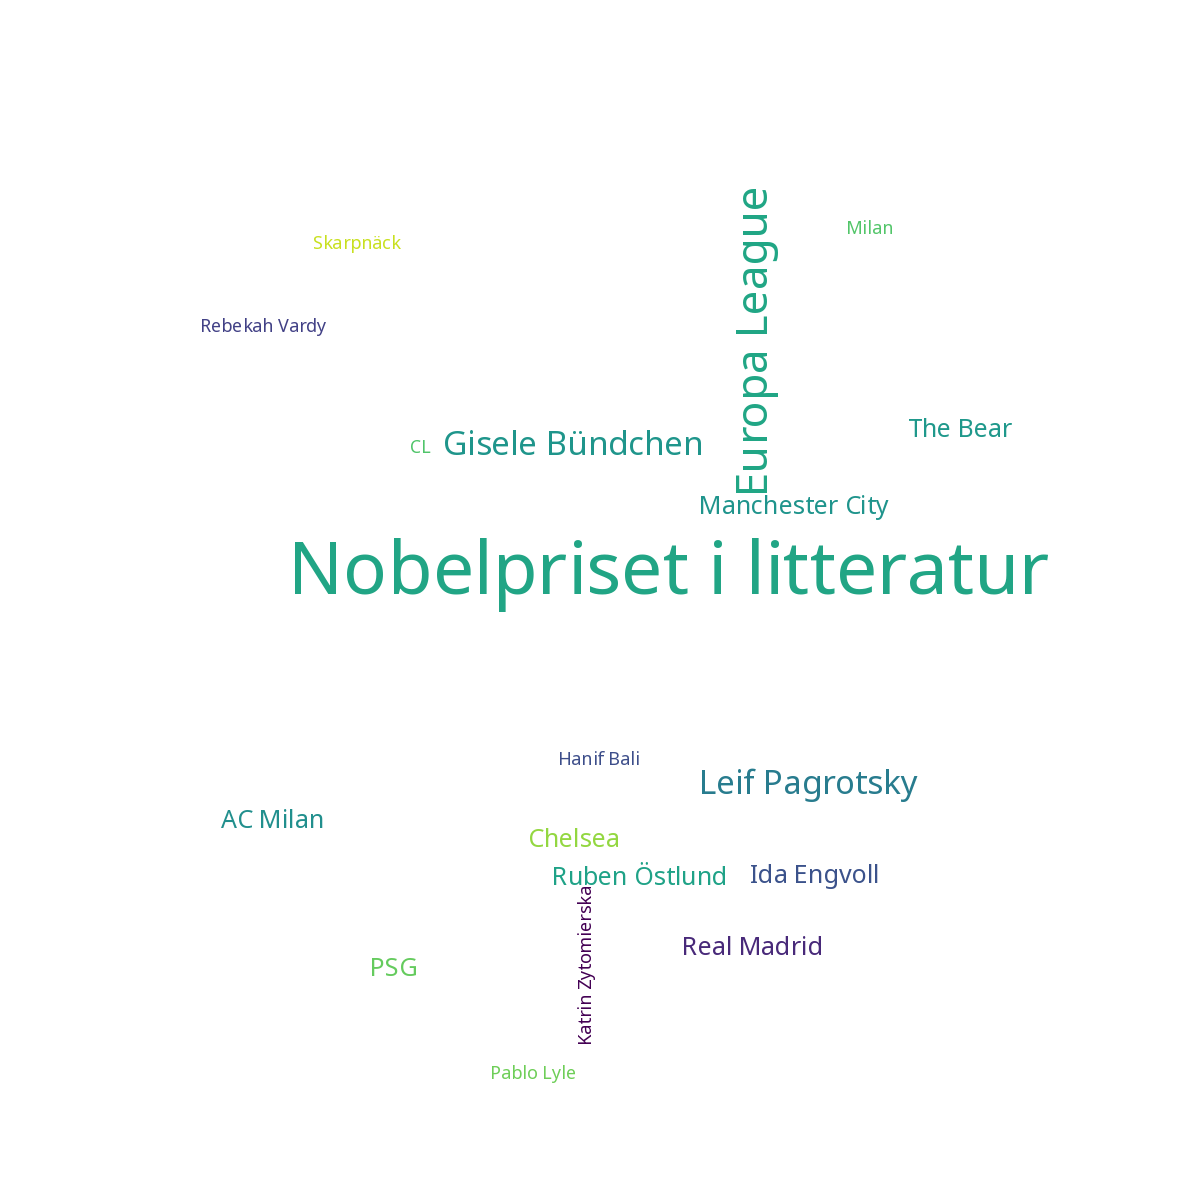 Europa League
Milan
Skarpnäck
Rebekah Vardy
The Bear
CL
Gisele Bündchen
Manchester City
Nobelpriset i litteratur
Hanif Bali
Leif Pagrotsky
AC Milan
Chelsea
Ruben Östlund
Ida Engvoll
Katrin Zytomierska
Real Madrid
PSG
Pablo Lyle